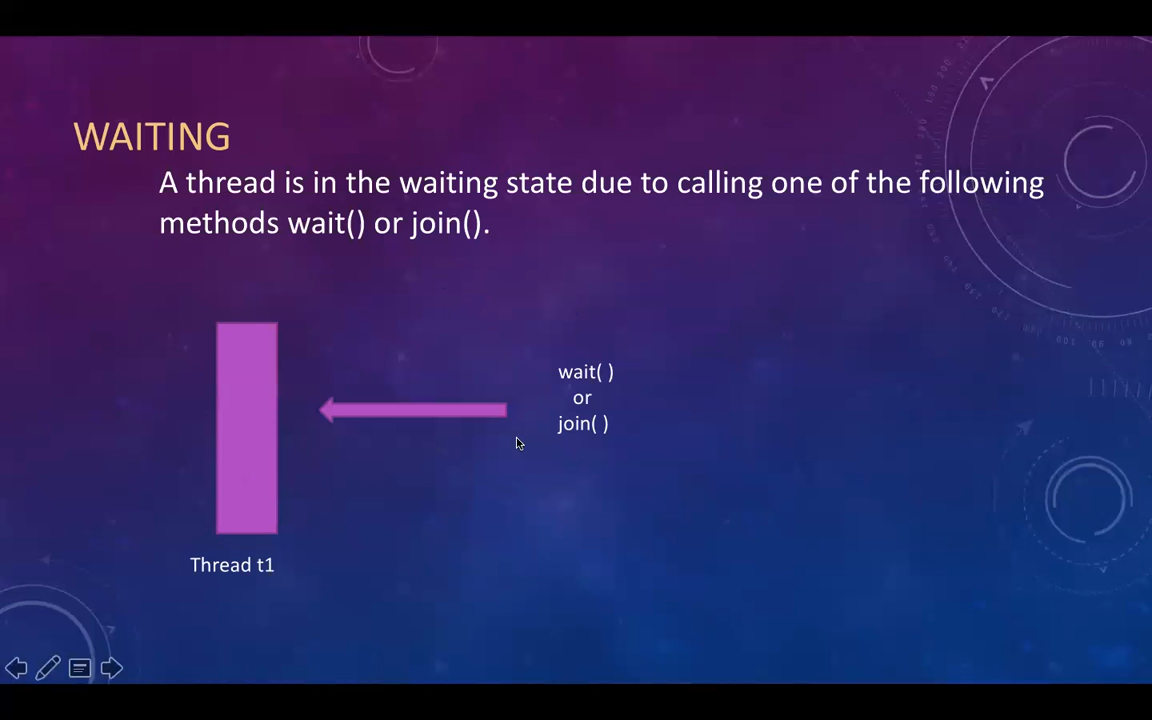 WAITING
A thread is in the waiting state due to calling one of the following
methods wait() or join().
wait( )
or
join( )
Thread t1